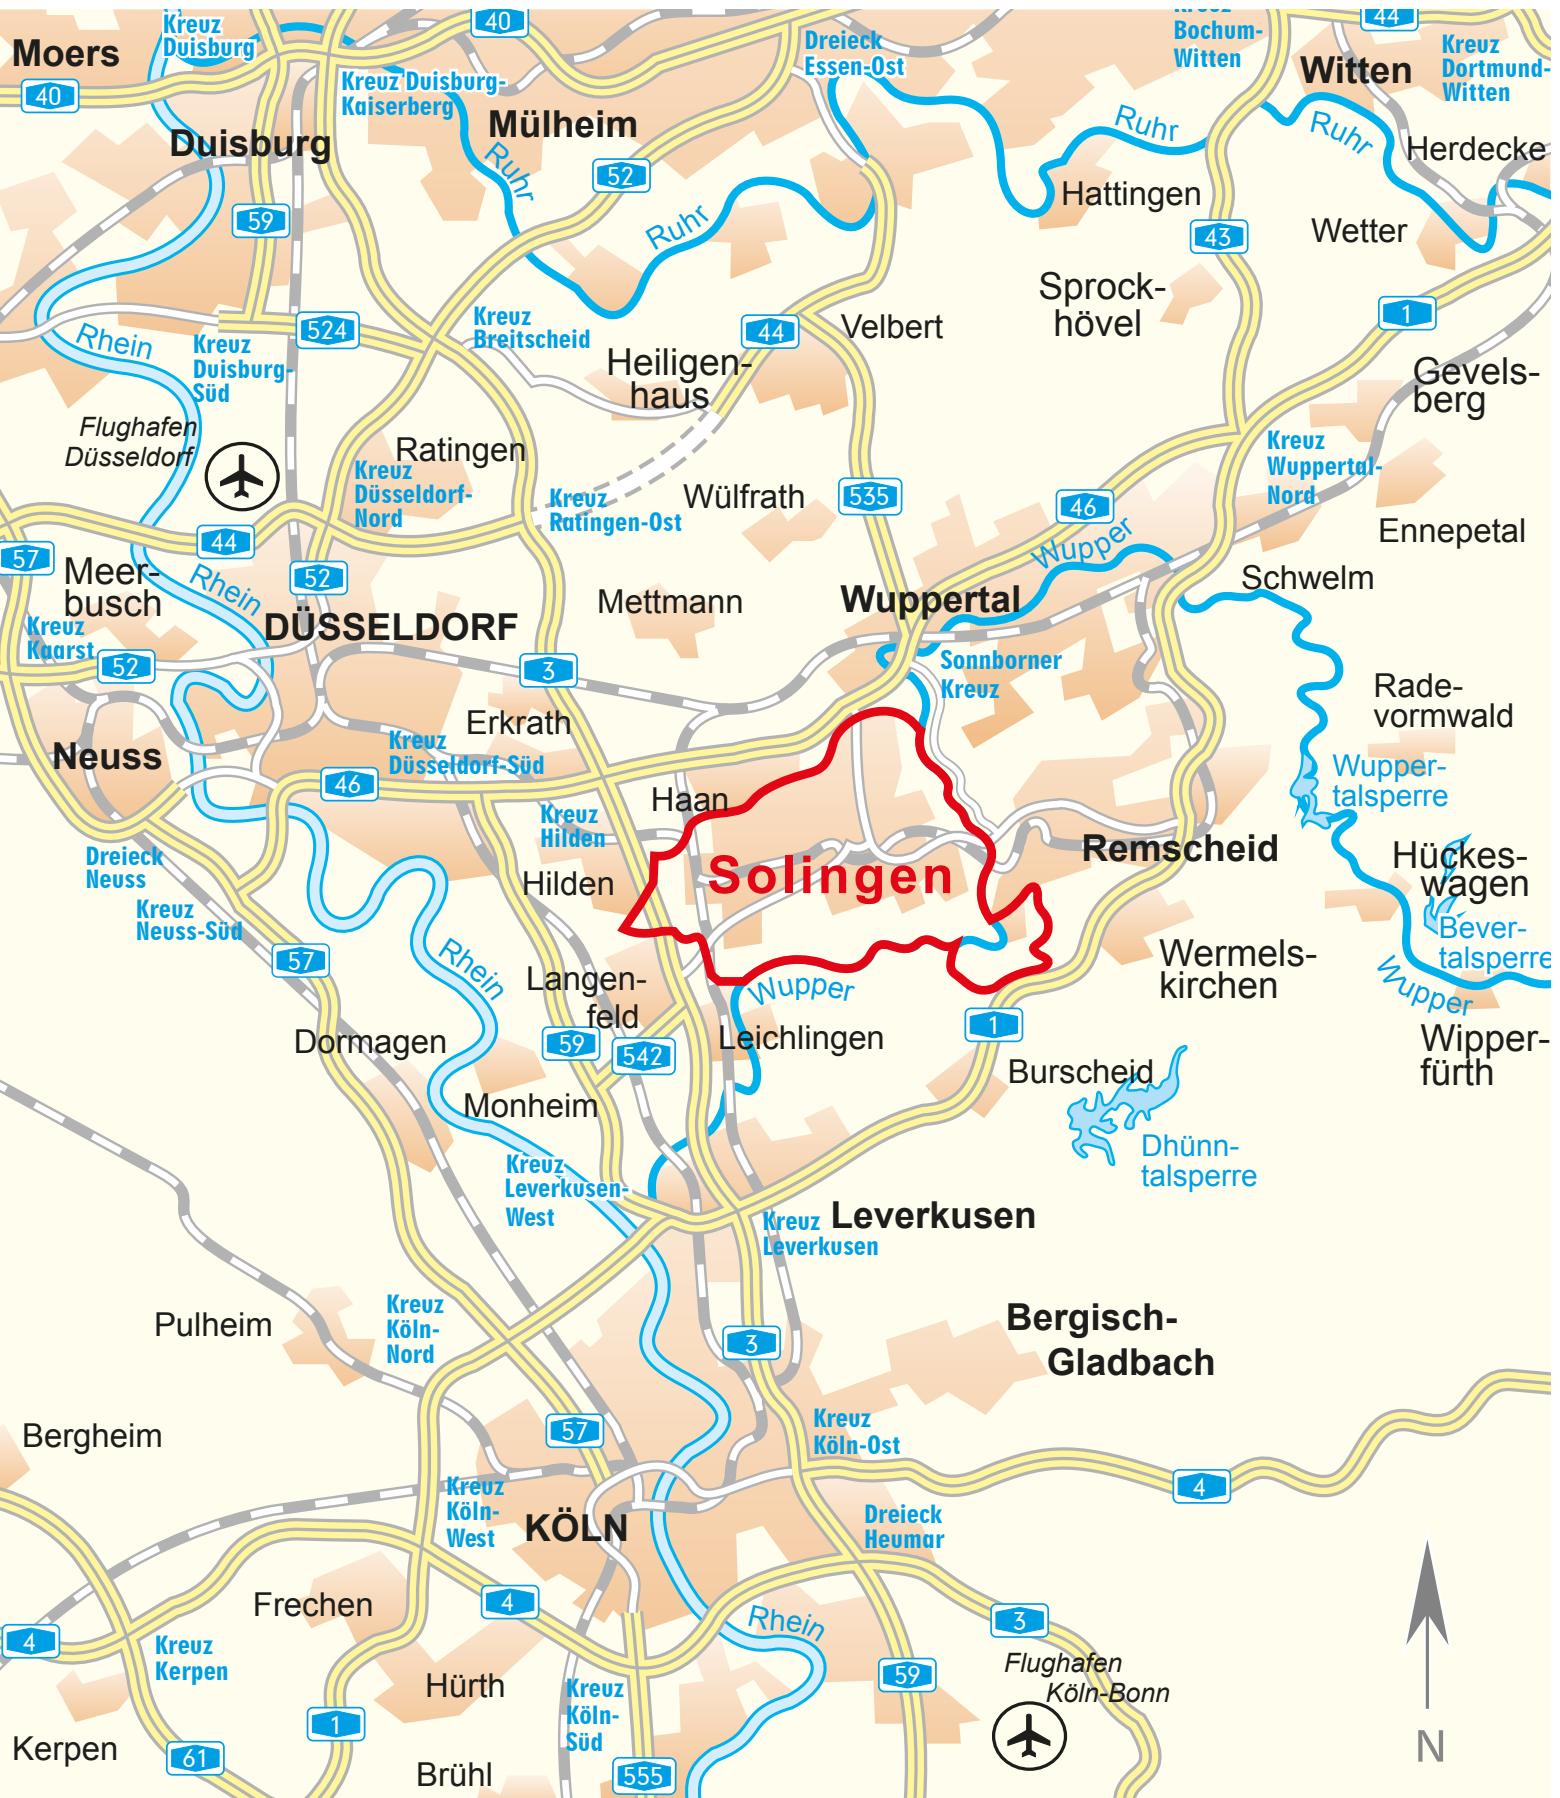 Kreuz
Duisburg
40
Dreieck
Essen-Ost
Kreuz
Bochum-
Witten
44
Kreuz
Dortmund-
Witten
Moers
40
Kreuz Duisburg-
Kaiserberg
Witten
Mülheim
Duisburg
Ruhr
52
Ruhr
Ruhr
Herdecke
Hattingen
59
Ruhr
43
Wetter
Sprock-
hövel
1
Rhein
524
Kreuz
Breitscheid
44
Velbert
Kreuz
Duisburg-
Süd
Heiligen-
haus
Gevels-
berg
Flughafen
Düsseldorf
Ratingen
Kreuz
Düsseldorf-
Nord
Kreuz
Ratingen-Ost
Wülfrath
535
46
Kreuz
Wuppertal-
Nord
Ennepetal
44
57
Meer-
busch
Rhein
52
Wupper
Schwelm
Mettmann
Wuppertal
DÜSSELDORF
Kreuz
Kaarst
52
3
Sonnborner
Kreuz
Rade-
vormwald
Erkrath
Neuss
Kreuz
Düsseldorf-Süd
46
Haan
Wupper-
talsperre
Kreuz
Hilden
Dreieck
Neuss
Hilden
Solingen
Remscheid
Hückes-
wagen
Kreuz
Neuss-Süd
57
Rhein
Bever-
talsperre
Wermels-
kirchen
Langen-
feld
Wupper
Wupper
1
Dormagen
59
542
Leichlingen
Wipper-
fürth
Burscheid
Monheim
Dhünn-
talsperre
Kreuz
Leverkusen-
West
Kreuz
Leverkusen
Leverkusen
Pulheim
Kreuz
Köln-
Nord
3
Bergisch-
Gladbach
Bergheim
57
Kreuz
Köln-Ost
4
Kreuz
Köln-
West
KÖLN
Dreieck
Heumar
Frechen
4
4
Rhein
3
Kreuz
Kerpen
Hürth
Kreuz
Köln-
Süd
59
Flughafen
Köln-Bonn
1
Kerpen
61
Brühl
555
N